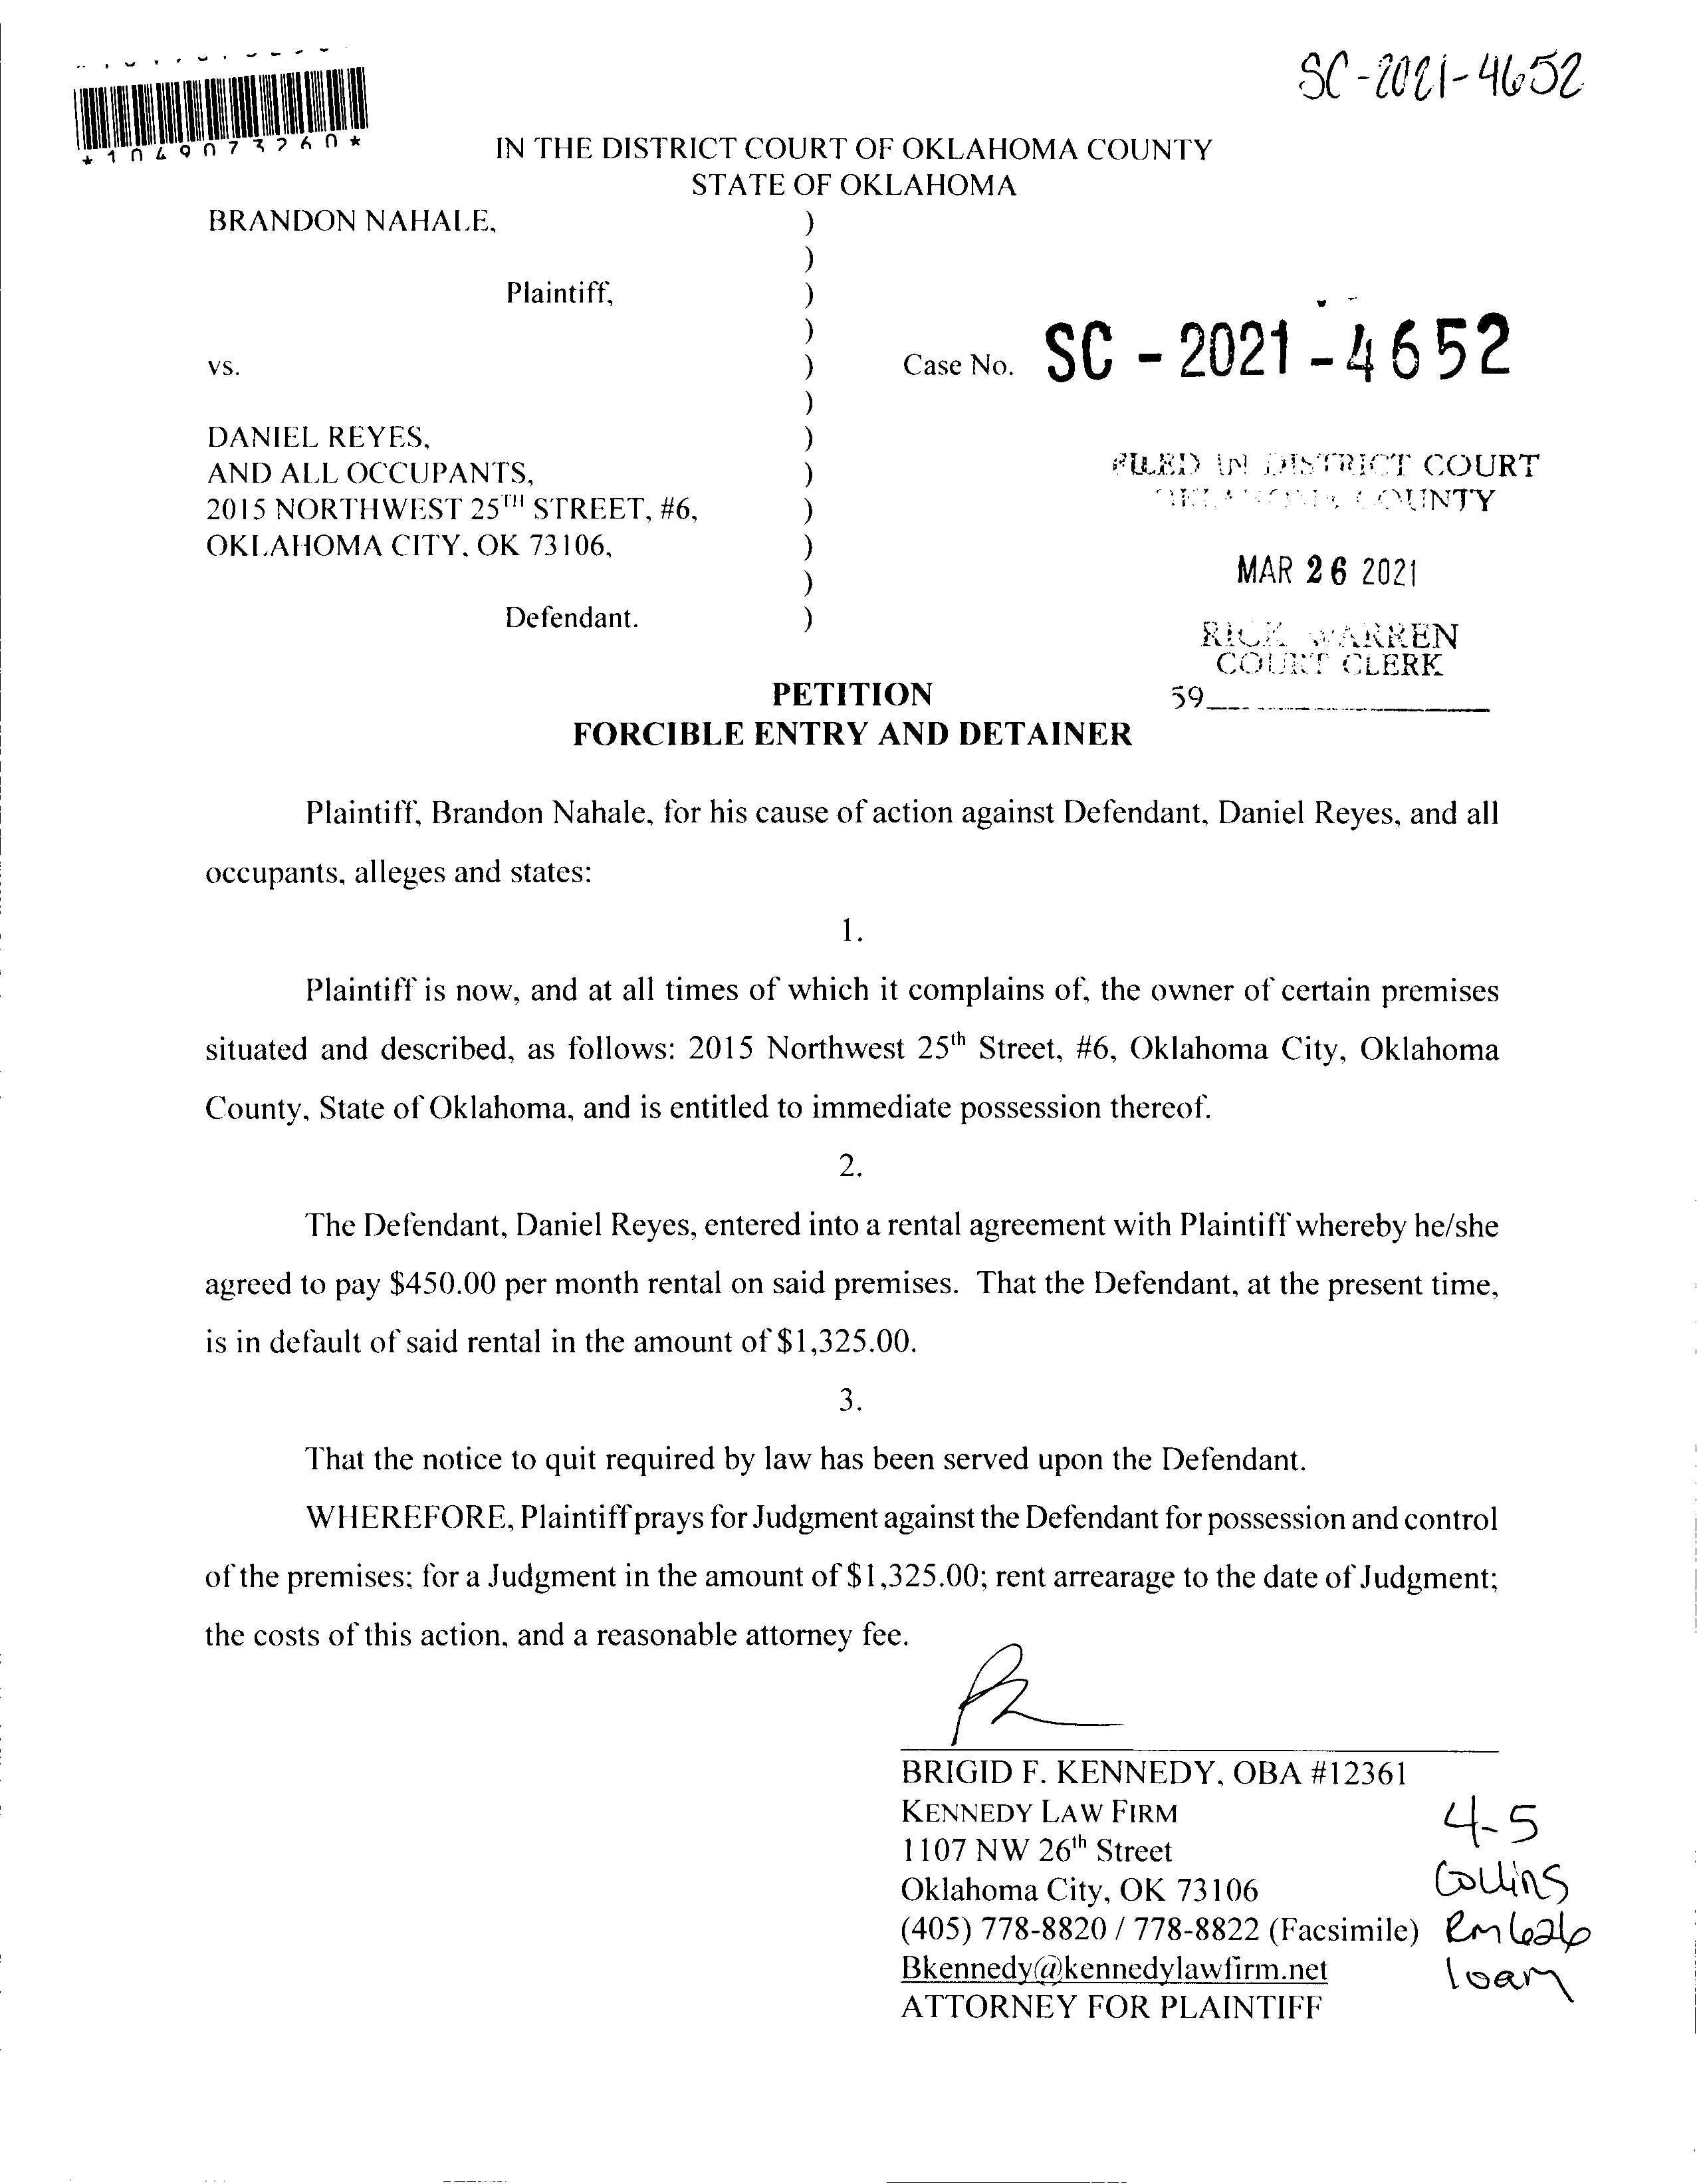 SC-2021-4652
*1049073260*
IN THE DISTRICT COURT OF OKLAHOMA COUNTY
STATE OF OKLAHOMA
BRANDON NAHALE, )
)
Plaintiff, )
)
vs. ) Case No. SC - 2021 - 4652
)
DANIEL REYES, )
AND ALL OCCUPANTS, )
2015 NORTHWEST 25TH STREET, #6, )
OKLAHOMA CITY, OK 73106, )
)
Defendant. )
FILED IN DISTRICT COURT
OKLAHOMA COUNTY
MAR 26 2021
RICK WARREN
COURT CLERK
59
PETITION
FORCIBLE ENTRY AND DETAINER
Plaintiff, Brandon Nahale, for his cause of action against Defendant, Daniel Reyes, and all
occupants, alleges and states:
1.
Plaintiff is now, and at all times of which it complains of, the owner of certain premises
situated and described, as follows: 2015 Northwest 25th Street, #6, Oklahoma City, Oklahoma
County, State of Oklahoma, and is entitled to immediate possession thereof.
2.
The Defendant, Daniel Reyes, entered into a rental agreement with Plaintiff whereby he/she
agreed to pay $450.00 per month rental on said premises. That the Defendant, at the present time,
is in default of said rental in the amount of $1,325.00.
3.
That the notice to quit required by law has been served upon the Defendant.
WHEREFORE, Plaintiff prays for Judgment against the Defendant for possession and control
of the premises; for a Judgment in the amount of $1,325.00; rent arrearage to the date of Judgment;
the costs of this action, and a reasonable attorney fee.
BRIGID F. KENNEDY, OBA #12361
KENNEDY LAW FIRM
1107 NW 26th Street
Oklahoma City, OK 73106
(405) 778-8820 / 778-8822 (Facsimile)
Bkennedy@kennedylawfirm.net
ATTORNEY FOR PLAINTIFF
4-5
Collins
Rm 626
10am